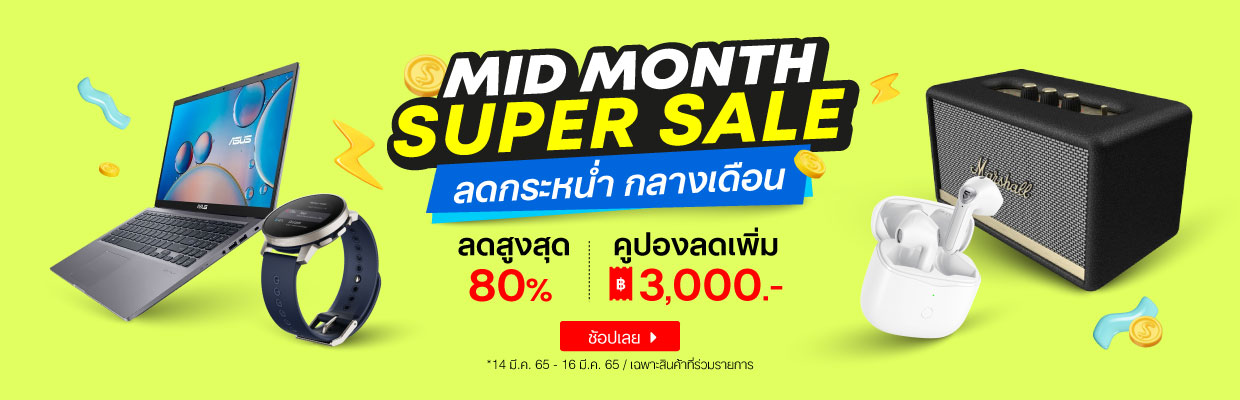 MID MONTH
SUPER SALE
ลดกระหน่ำ กลางเดือน
ลดสูงสุด
80%
คูปองลดเพิ่ม
฿ 3,000.-
ช้อปเลย
*14 มี.ค. 65 - 16 มี.ค. 65 / เฉพาะสินค้าที่ร่วมรายการ
ASUS
ASUS
Marshall